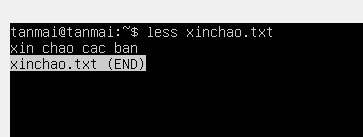 tanmai@tanmai:~$ less xinchao.txt
xin chao cac ban
xinchao.txt (END)